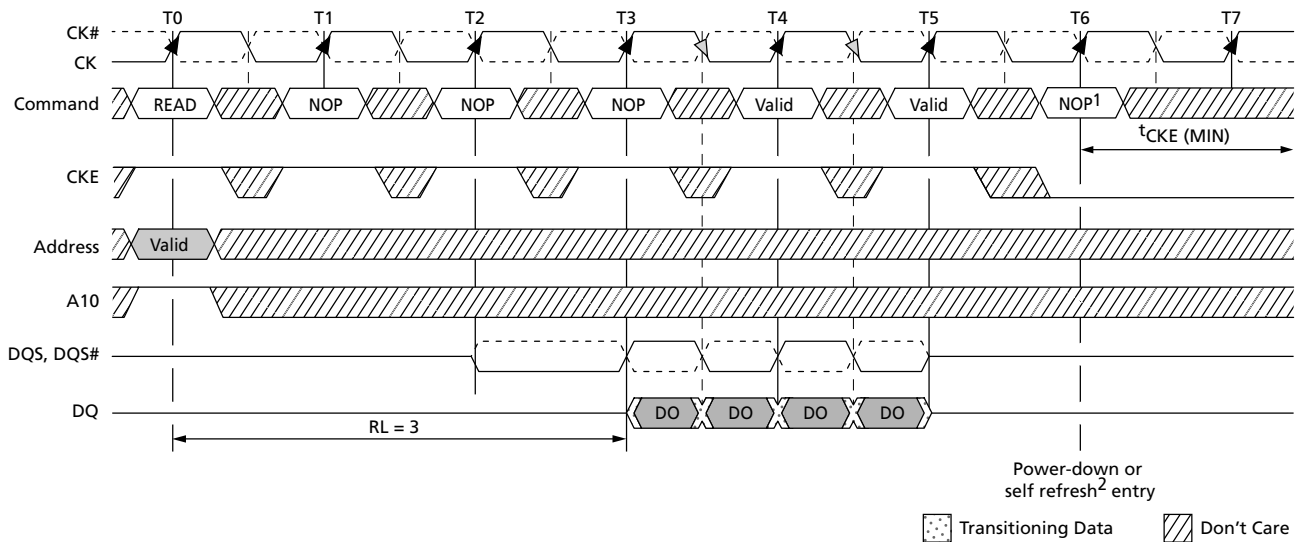 T0 T1 T2 T3 T4 T5 T6 T7
CK#
CK
Command READ NOP NOP NOP Valid Valid NOP1
tCKE (MIN)
CKE
Address Valid
A10
DQS, DQS#
DQ DO DO DO DO
RL = 3
Power-down or
self refresh2 entry
Transitioning Data Don't Care